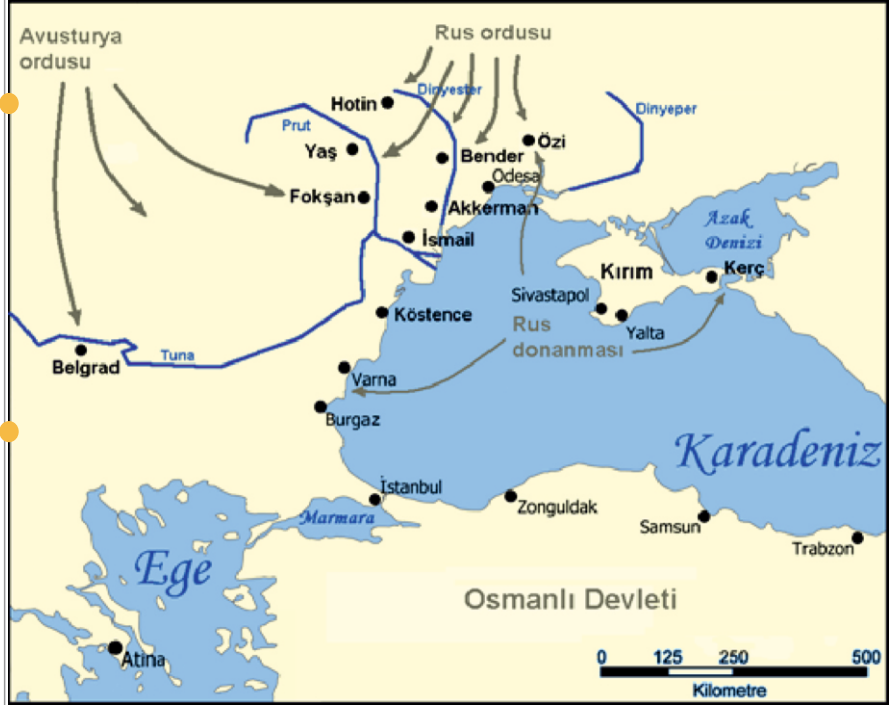 Avusturya
ordusu
Rus ordusu
Hotin
Dinyester
Dinyeper
Prut
Yaş
Bender
Özi
Odesa
Fokşan
Akkerman
İsmail
Azak
Denizi
Kırım
Kerç
Sivastapol
Yalta
Köstence
Rus
donanması
Tuna
Belgrad
Varna
Burgaz
Karadeniz
İstanbul
Marmara
Zonguldak
Samsun
Trabzon
Ege
Osmanlı Devleti
Atina
0 125 250 500
Kilometre